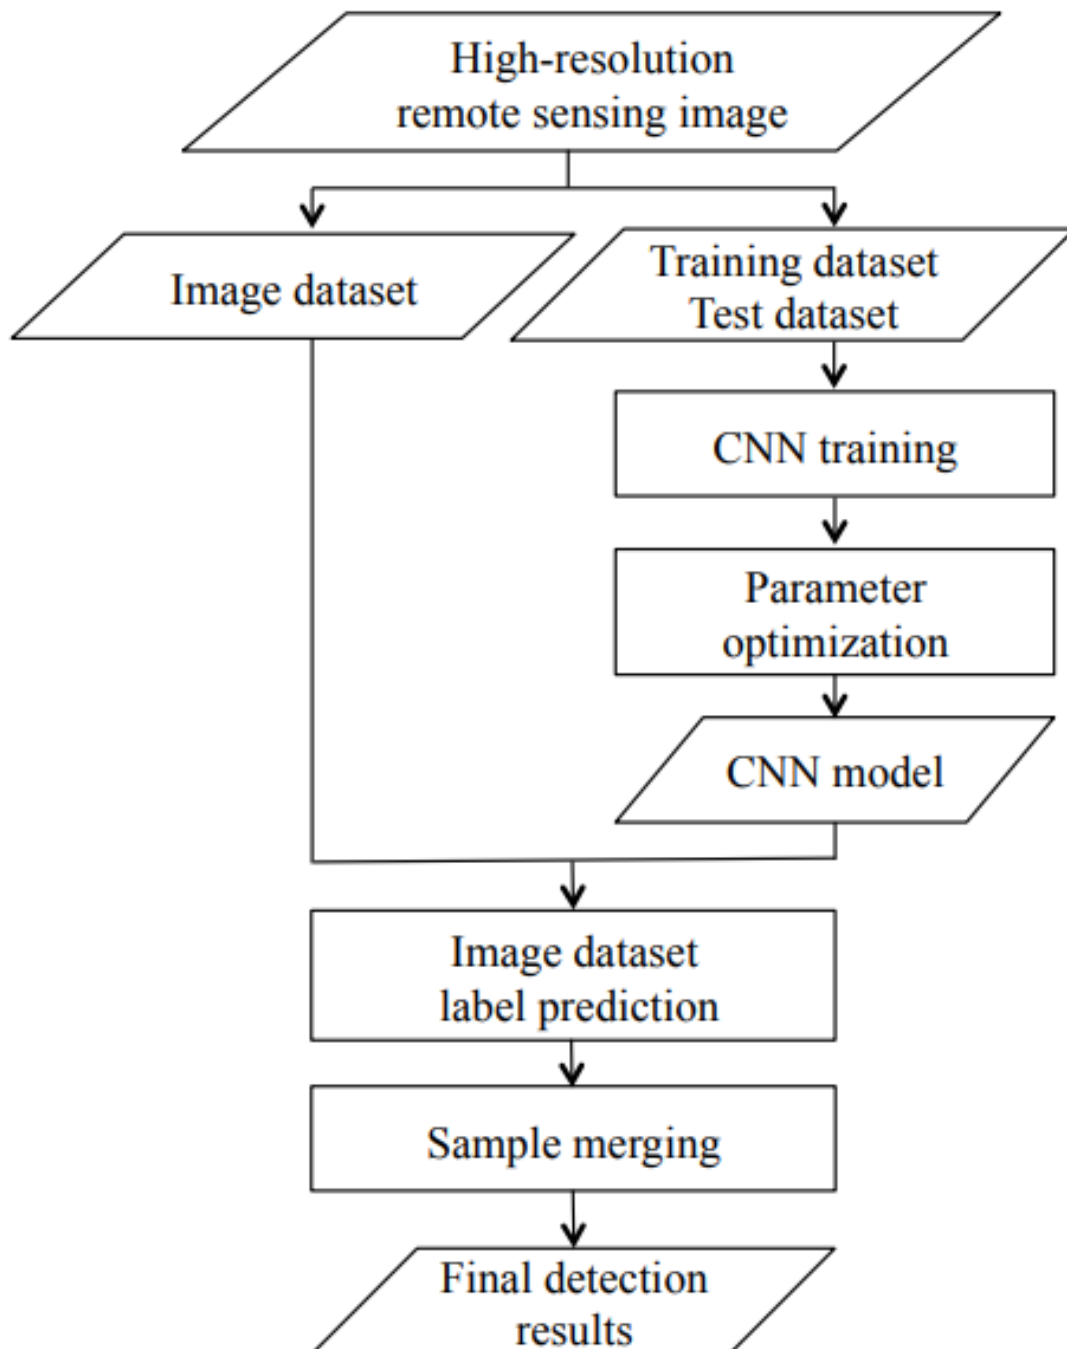 High-resolution
remote sensing image
Image dataset
Training dataset
Test dataset
CNN training
Parameter
optimization
CNN model
Image dataset
label prediction
Sample merging
Final detection
results